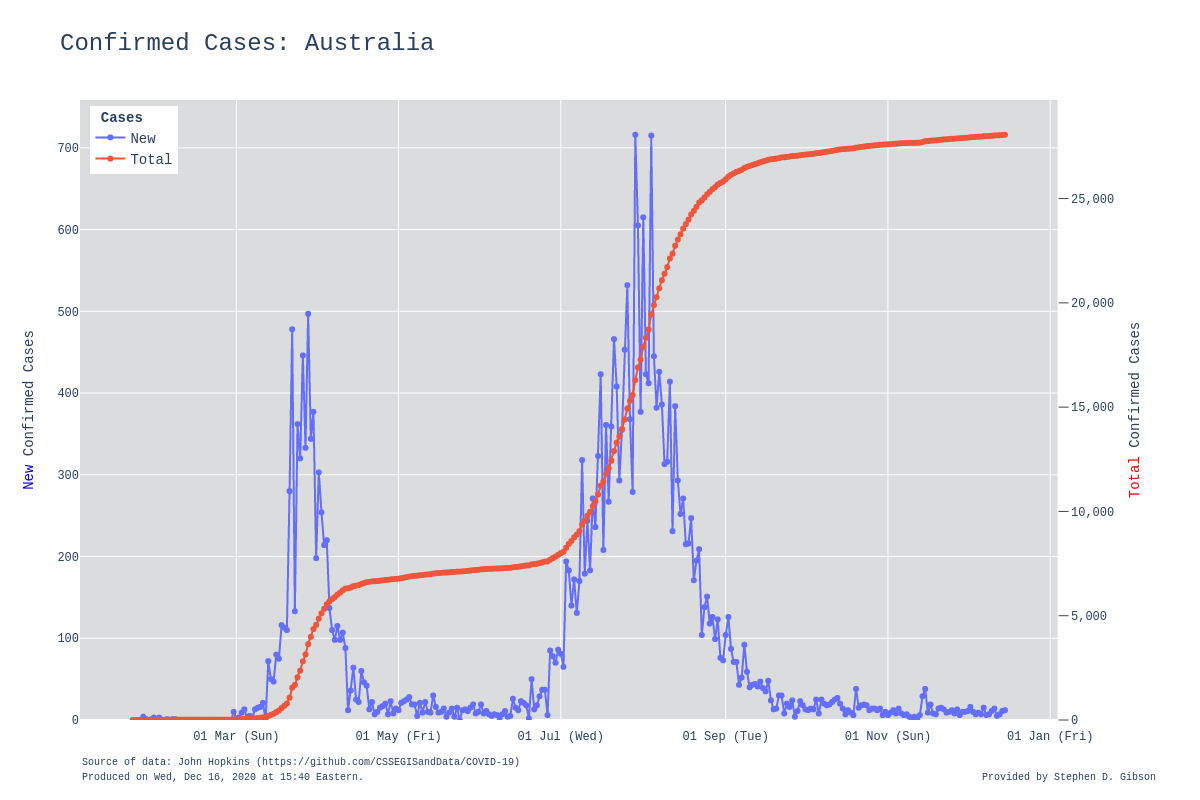 Confirmed Cases: Australia
Cases
New
Total
700
600
500
400
300
200
100
0
New Confirmed Cases
25,000
20,000
15,000
10,000
5,000
0
Total Confirmed Cases
01 Mar (Sun) 01 May (Fri) 01 Jul (Wed) 01 Sep (Tue) 01 Nov (Sun) 01 Jan (Fri)
Source of data: John Hopkins (https://github.com/CSSEGISandData/COVID-19)
Produced on Wed, Dec 16, 2020 at 15:40 Eastern.
Provided by Stephen D. Gibson